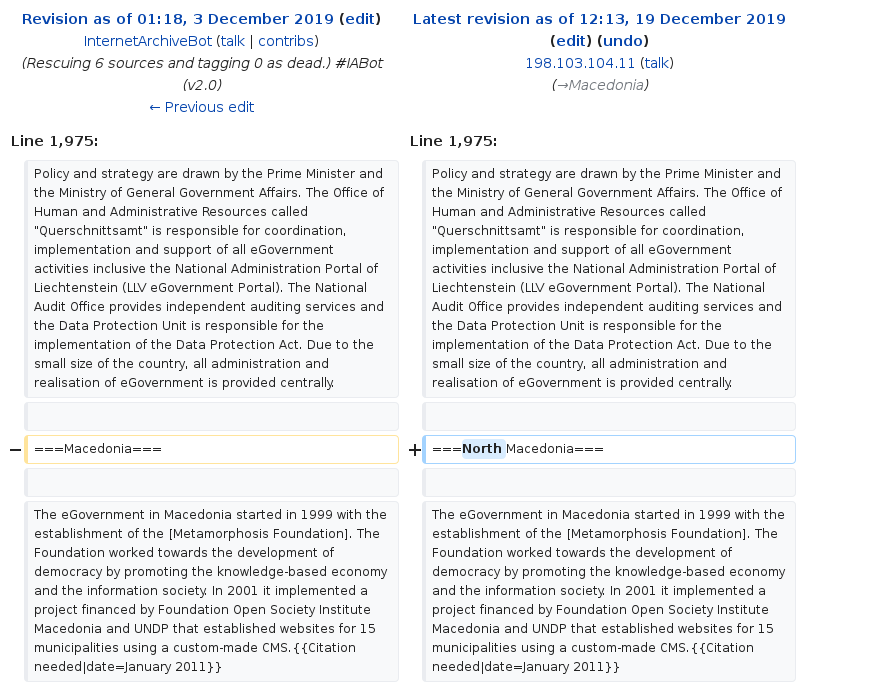 Revision as of 01:18, 3 December 2019 (edit)
InternetArchiveBot (talk | contribs)
(Rescuing 6 sources and tagging 0 as dead.) #IABot
(v2.0)
← Previous edit
Latest revision as of 12:13, 19 December 2019
(edit) (undo)
198.103.104.11 (talk)
(→Macedonia)
Line 1,975:
Policy and strategy are drawn by the Prime Minister and
the Ministry of General Government Affairs. The Office of
Human and Administrative Resources called
"Querschnittsamt" is responsible for coordination,
implementation and support of all eGovernment
activities inclusive the National Administration Portal of
Liechtenstein (LLV eGovernment Portal). The National
Audit Office provides independent auditing services and
the Data Protection Unit is responsible for the
implementation of the Data Protection Act. Due to the
small size of the country, all administration and
realisation of eGovernment is provided centrally.
− ===Macedonia===
The eGovernment in Macedonia started in 1999 with the
establishment of the [Metamorphosis Foundation]. The
Foundation worked towards the development of
democracy by promoting the knowledge-based economy
and the information society. In 2001 it implemented a
project financed by Foundation Open Society Institute
Macedonia and UNDP that established websites for 15
municipalities using a custom-made CMS.{{Citation
needed|date=January 2011}}
Line 1,975:
Policy and strategy are drawn by the Prime Minister and
the Ministry of General Government Affairs. The Office of
Human and Administrative Resources called
"Querschnittsamt" is responsible for coordination,
implementation and support of all eGovernment
activities inclusive the National Administration Portal of
Liechtenstein (LLV eGovernment Portal). The National
Audit Office provides independent auditing services and
the Data Protection Unit is responsible for the
implementation of the Data Protection Act. Due to the
small size of the country, all administration and
realisation of eGovernment is provided centrally.
+ ===North Macedonia===
The eGovernment in Macedonia started in 1999 with the
establishment of the [Metamorphosis Foundation]. The
Foundation worked towards the development of
democracy by promoting the knowledge-based economy
and the information society. In 2001 it implemented a
project financed by Foundation Open Society Institute
Macedonia and UNDP that established websites for 15
municipalities using a custom-made CMS.{{Citation
needed|date=January 2011}}